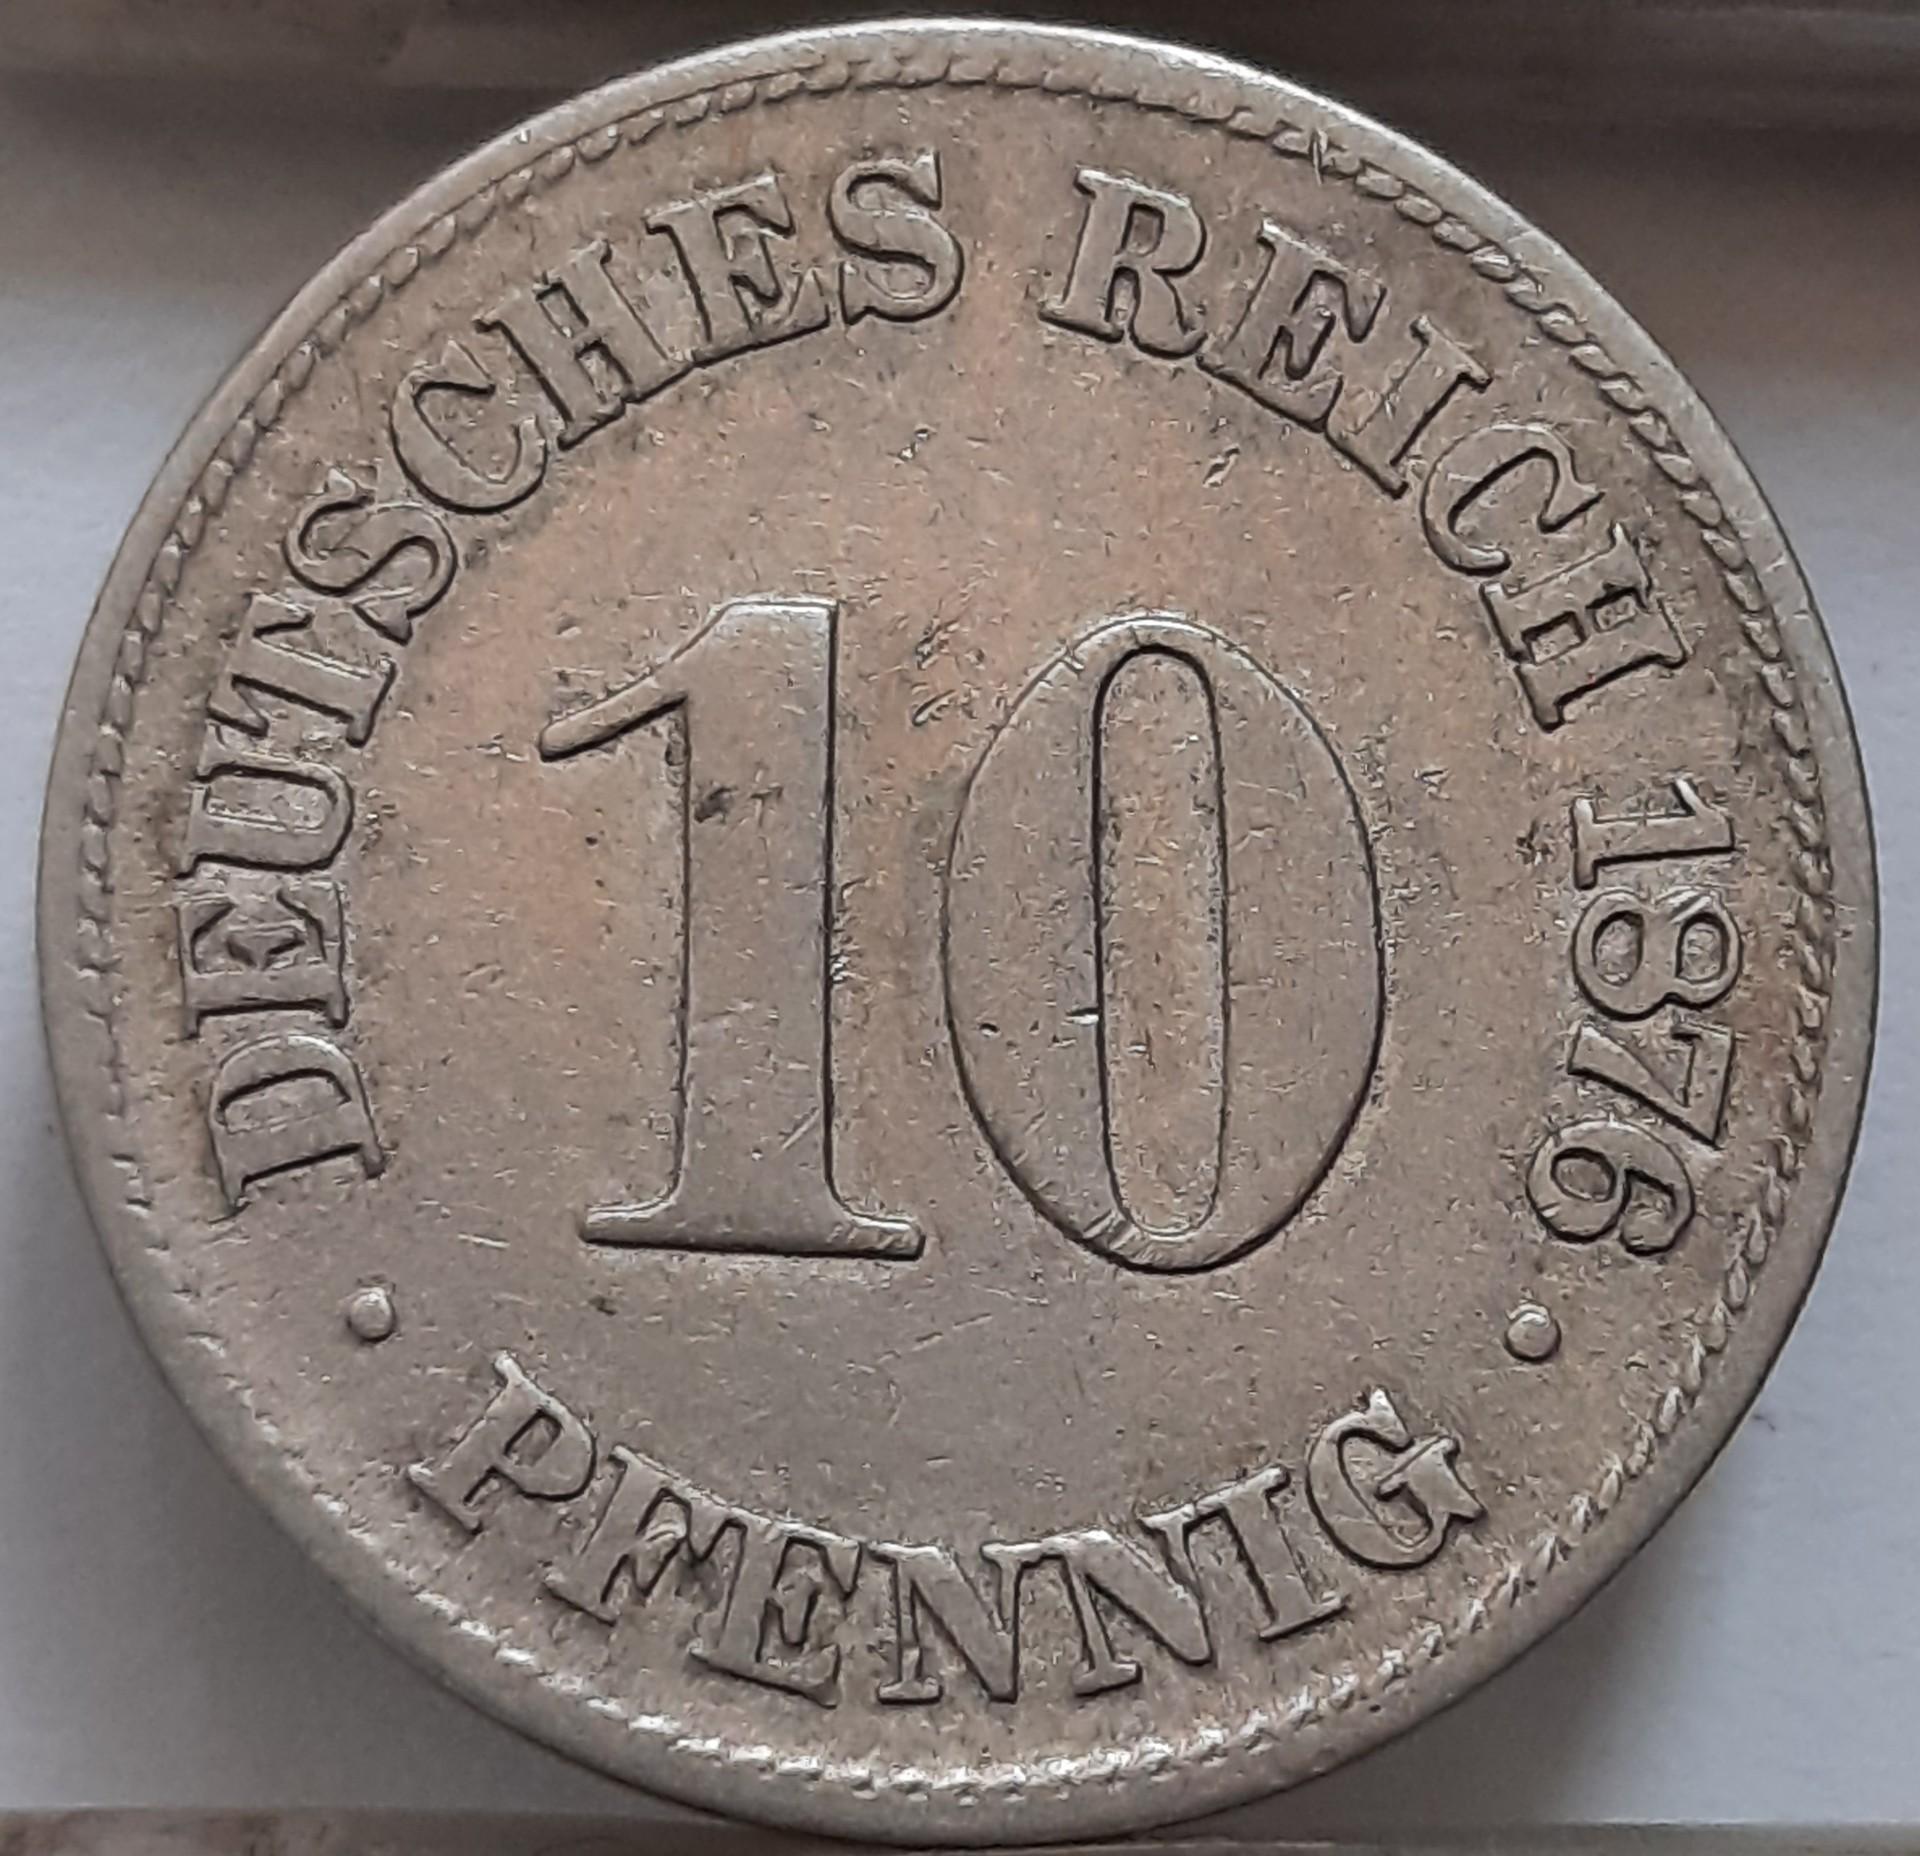 DEUTSCHES REICH 1876
10
• PFENNIG •